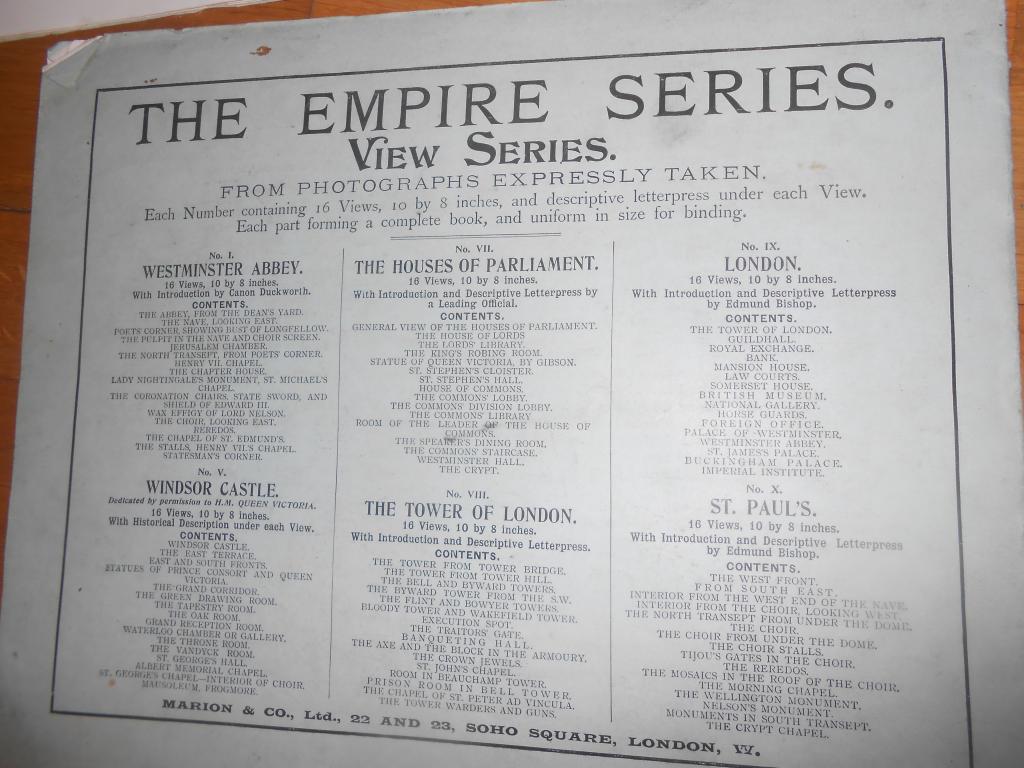 THE EMPIRE SERIES.
VIEW SERIES.
FROM PHOTOGRAPHS EXPRESSLY TAKEN.
Each Number containing 16 Views, 10 by 8 inches, and descriptive letterpress under each View.
Each part forming a complete book, and uniform in size for binding.
No. I.
WESTMINSTER ABBEY.
16 Views, 10 by 8 inches.
With Introduction by Canon Duckworth.
CONTENTS.
THE ABBEY, FROM THE DEAN'S YARD.
THE NAVE, LOOKING EAST.
POETS CORNER, SHOWING BUST OF LONGFELLOW.
THE PULPIT IN THE NAVE AND CHOIR SCREEN.
JERUSALEM CHAMBER.
THE NORTH TRANSEPT, FROM POETS' CORNER.
HENRY VII. CHAPEL.
THE CHAPTER HOUSE.
LADY NIGHTINGALE'S MONUMENT, ST. MICHAEL'S
CHAPEL.
THE CORONATION CHAIRS, STATE SWORD, AND
SHIELD OF EDWARD III.
WAX EFFIGY OF LORD NELSON.
THE CHOIR, LOOKING EAST.
REREDOS.
THE CHAPEL OF ST. EDMUND'S.
THE STALLS, HENRY VII.'S CHAPEL.
STATESMAN'S CORNER.
No. V.
WINDSOR CASTLE.
Dedicated by permission to H.M. QUEEN VICTORIA.
16 Views, 10 by 8 inches.
With Historical Description under each View.
CONTENTS.
WINDSOR CASTLE.
THE EAST TERRACE.
EAST AND SOUTH FRONTS.
STATUES OF PRINCE CONSORT AND QUEEN
VICTORIA.
THE GRAND CORRIDOR.
THE GREEN DRAWING ROOM.
THE TAPESTRY ROOM.
THE OAK ROOM.
GRAND RECEPTION ROOM.
WATERLOO CHAMBER OR GALLERY.
THE THRONE ROOM.
THE VANDYCK ROOM.
ST. GEORGE'S HALL.
ALBERT MEMORIAL CHAPEL.
ST. GEORGE'S CHAPEL—INTERIOR OF CHOIR.
MAUSOLEUM, FROGMORE.
No. VII.
THE HOUSES OF PARLIAMENT.
16 Views, 10 by 8 inches.
With Introduction and Descriptive Letterpress by
a Leading Official.
CONTENTS.
GENERAL VIEW OF THE HOUSES OF PARLIAMENT.
THE HOUSE OF LORDS
THE LORDS' LIBRARY.
THE KING'S ROBING ROOM.
STATUE OF QUEEN VICTORIA, BY GIBSON.
ST. STEPHEN'S CLOISTER.
ST. STEPHEN'S HALL.
HOUSE OF COMMONS.
THE COMMONS' LOBBY.
THE COMMONS' DIVISION LOBBY.
THE COMMONS' LIBRARY
ROOM OF THE LEADER OF THE HOUSE OF
COMMONS.
THE SPEAKER'S DINING ROOM.
THE COMMONS' STAIRCASE.
WESTMINSTER HALL.
THE CRYPT.
No. VIII.
THE TOWER OF LONDON.
16 Views, 10 by 8 inches.
With Introduction and Descriptive Letterpress.
CONTENTS.
THE TOWER FROM TOWER BRIDGE.
THE TOWER FROM TOWER HILL.
THE BELL AND BYWARD TOWERS.
THE BYWARD TOWER FROM THE S.W.
THE FLINT AND BOWYER TOWERS.
BLOODY TOWER AND WAKEFIELD TOWER.
EXECUTION SPOT.
THE TRAITORS' GATE.
BANQUETING HALL.
THE AXE AND THE BLOCK IN THE ARMOURY.
THE CROWN JEWELS.
ST. JOHN'S CHAPEL.
ROOM IN BEAUCHAMP TOWER.
PRISON ROOM IN BELL TOWER.
THE CHAPEL OF ST. PETER AD VINCULA.
THE TOWER WARDERS AND GUNS.
No. IX.
LONDON.
16 Views, 10 by 8 inches.
With Introduction and Descriptive Letterpress
by Edmund Bishop.
CONTENTS.
THE TOWER OF LONDON.
GUILDHALL.
ROYAL EXCHANGE.
BANK.
MANSION HOUSE.
LAW COURTS.
SOMERSET HOUSE.
BRITISH MUSEUM.
NATIONAL GALLERY.
HORSE GUARDS.
FOREIGN OFFICE.
PALACE OF WESTMINSTER.
WESTMINSTER ABBEY.
ST. JAMES'S PALACE.
BUCKINGHAM PALACE.
IMPERIAL INSTITUTE.
No. X.
ST. PAUL'S.
16 Views, 10 by 8 inches.
With Introduction and Descriptive Letterpress
by Edmund Bishop.
CONTENTS.
THE WEST FRONT.
FROM SOUTH EAST.
INTERIOR FROM THE WEST END OF THE NAVE.
INTERIOR FROM THE CHOIR, LOOKING WEST.
THE NORTH TRANSEPT FROM UNDER THE DOME.
THE CHOIR.
THE CHOIR FROM UNDER THE DOME.
THE CHOIR STALLS.
TIJOU'S GATES IN THE CHOIR.
THE REREDOS.
THE MOSAICS IN THE ROOF OF THE CHOIR.
THE MORNING CHAPEL.
THE WELLINGTON MONUMENT.
NELSON'S MONUMENT.
MONUMENTS IN SOUTH TRANSEPT.
THE CRYPT CHAPEL.
MARION & CO., Ltd., 22 AND 23, SOHO SQUARE, LONDON, W.